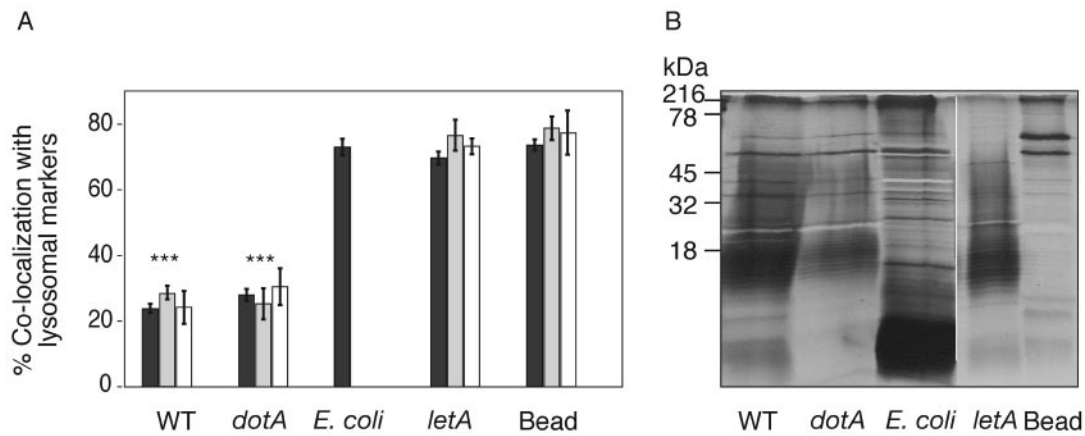 A
% Co-localization with
lysosomal markers
80
60
40
20
0
***
***
WT
dotA
E. coli
letA
Bead
B
kDa
216
78
45
32
18
WT
dotA
E. coli
letA
Bead